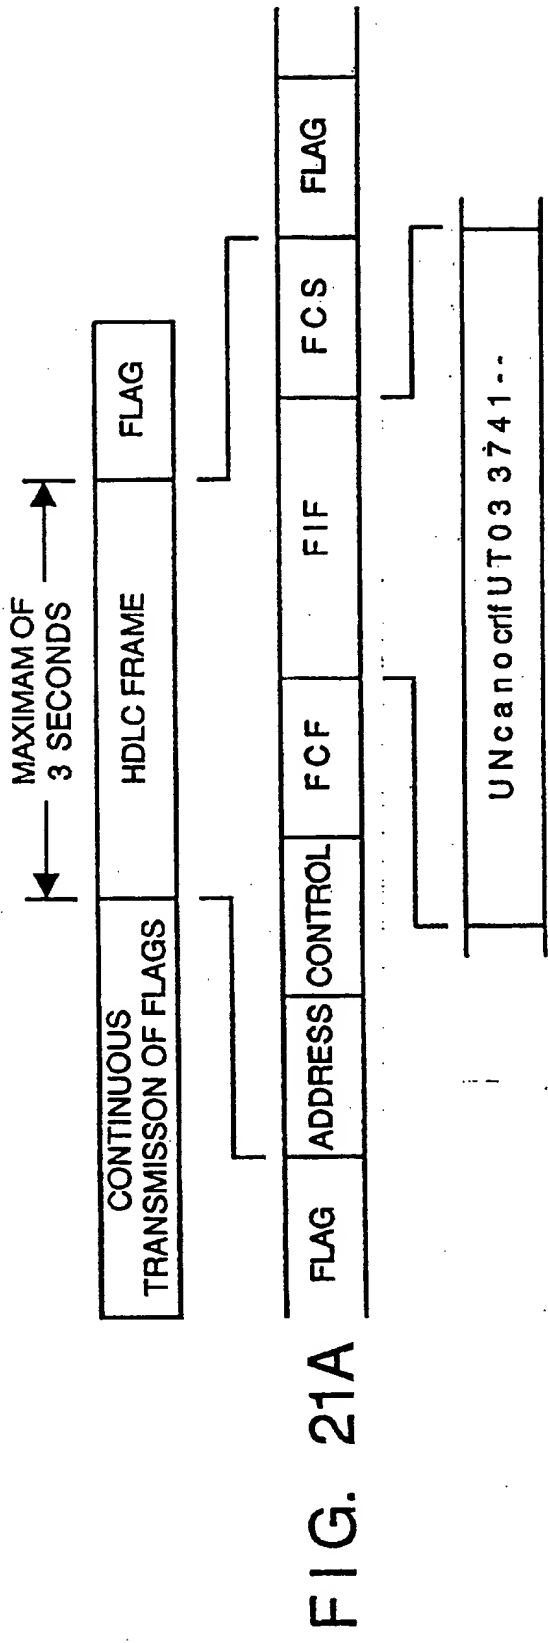 MAXIMAM OF
3 SECONDS
CONTINUOUS
TRANSMISSON OF FLAGS
HDLC FRAME
FLAG
FLAG
ADDRESS
CONTROL
FCF
FIF
FCS
FLAG
UNcanocrifUT03 3741--
FIG. 21A